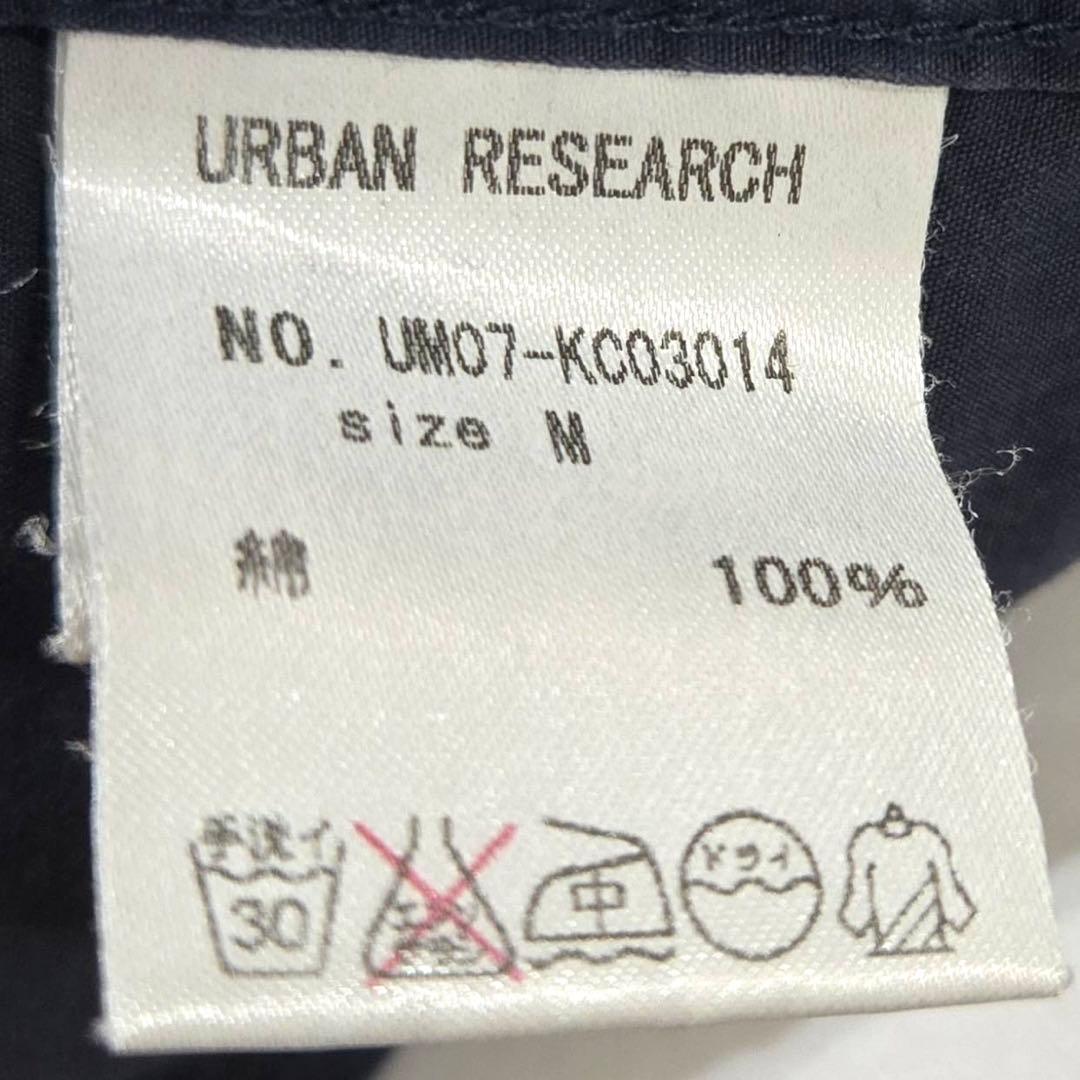 URBAN RESEARCH
NO. UM07-KC03014
size M
綿 100%
手洗イ
30
中
ドライ